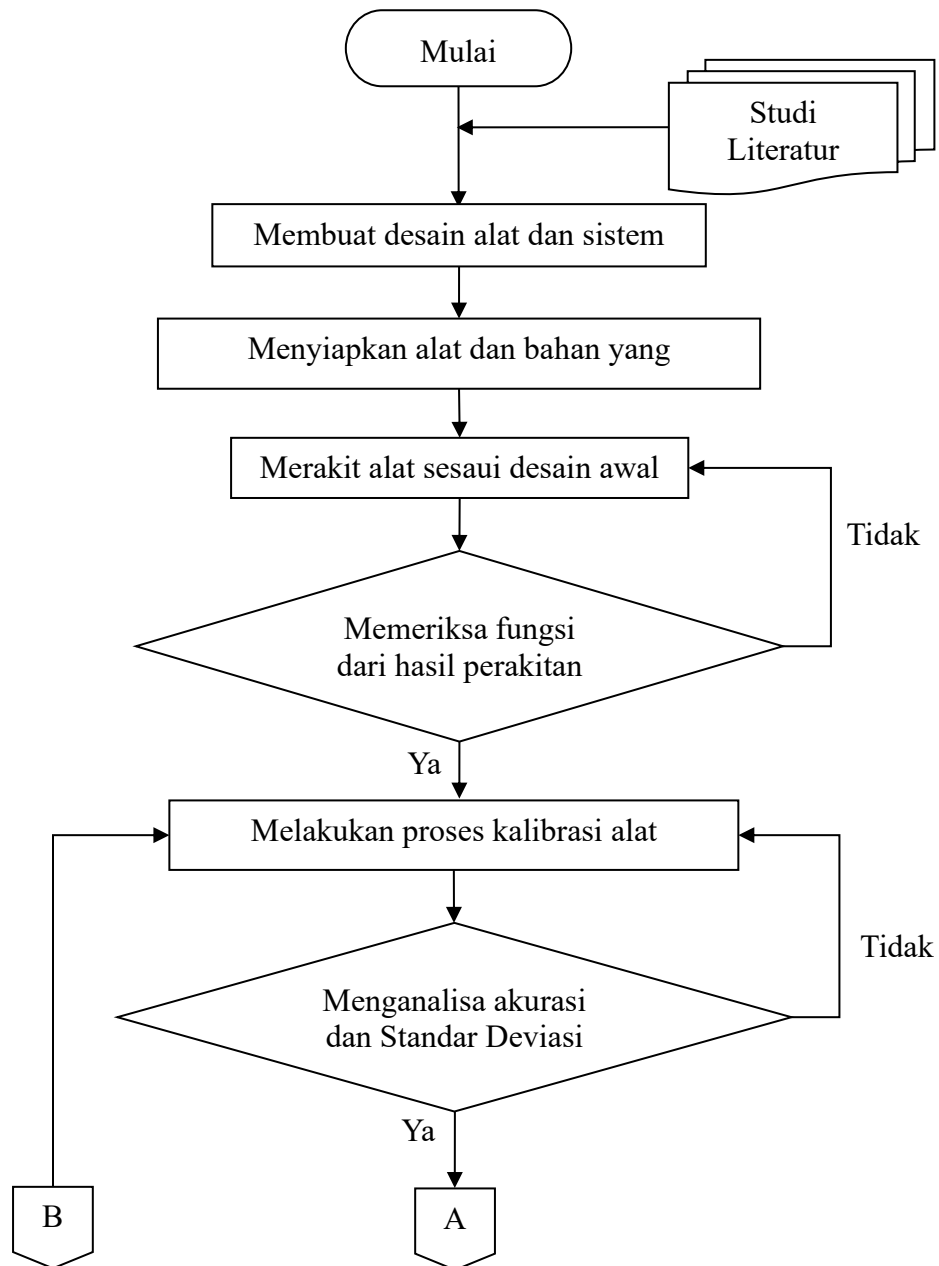 Mulai
Studi
Literatur
Membuat desain alat dan sistem
Menyiapkan alat dan bahan yang
Merakit alat sesaui desain awal
Tidak
Memeriksa fungsi
dari hasil perakitan
Ya
Melakukan proses kalibrasi alat
Tidak
Menganalisa akurasi
dan Standar Deviasi
Ya
B
A